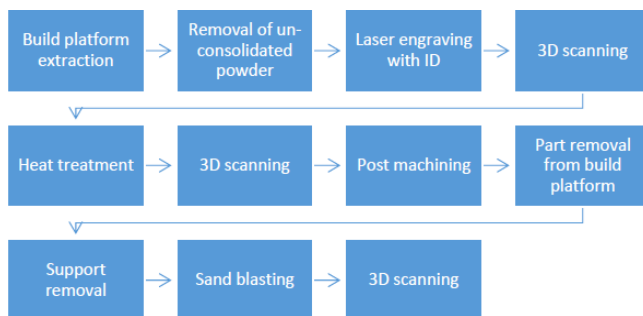 Build platform
extraction
Removal of un-
consolidated
powder
Laser engraving
with ID
3D scanning
Heat treatment
3D scanning
Post machining
Part removal
from build
platform
Support
removal
Sand blasting
3D scanning